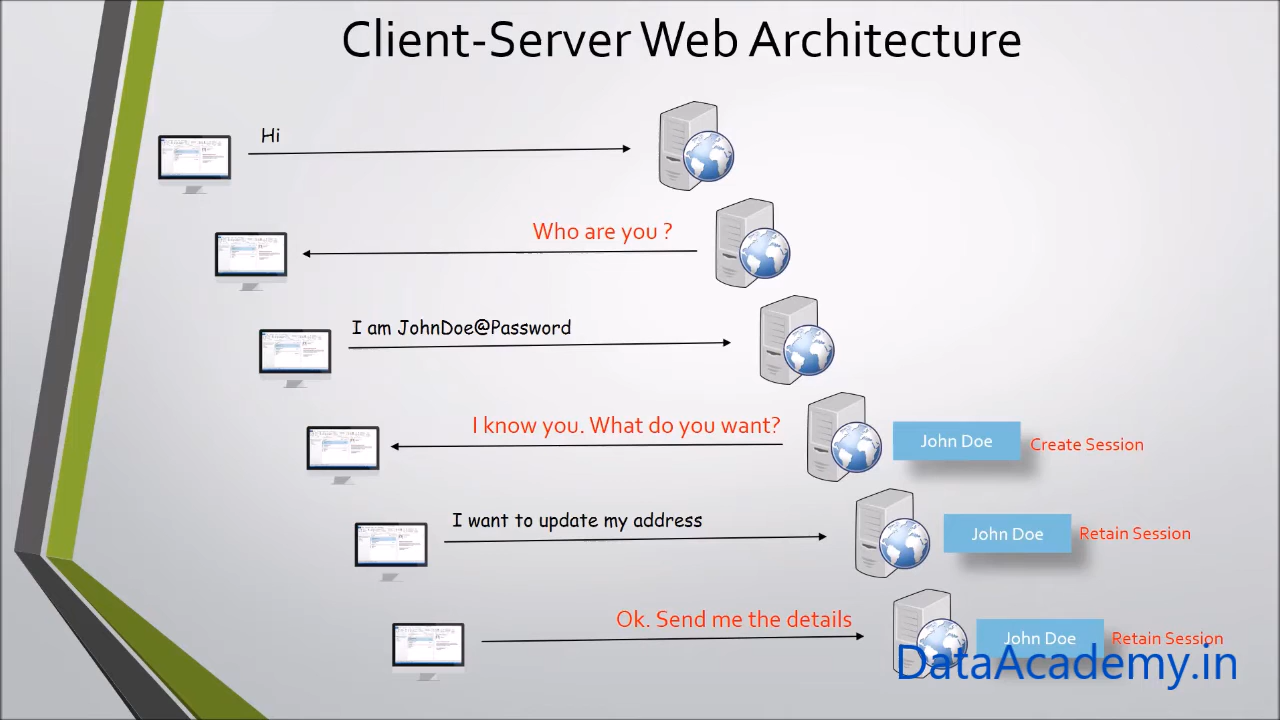 Client-Server Web Architecture
Hi
Who are you ?
I am JohnDoe@Password
I know you. What do you want?
John Doe
Create Session
I want to update my address
John Doe
Retain Session
Ok. Send me the details
John Doe
Retain Session
DataAcademy.in